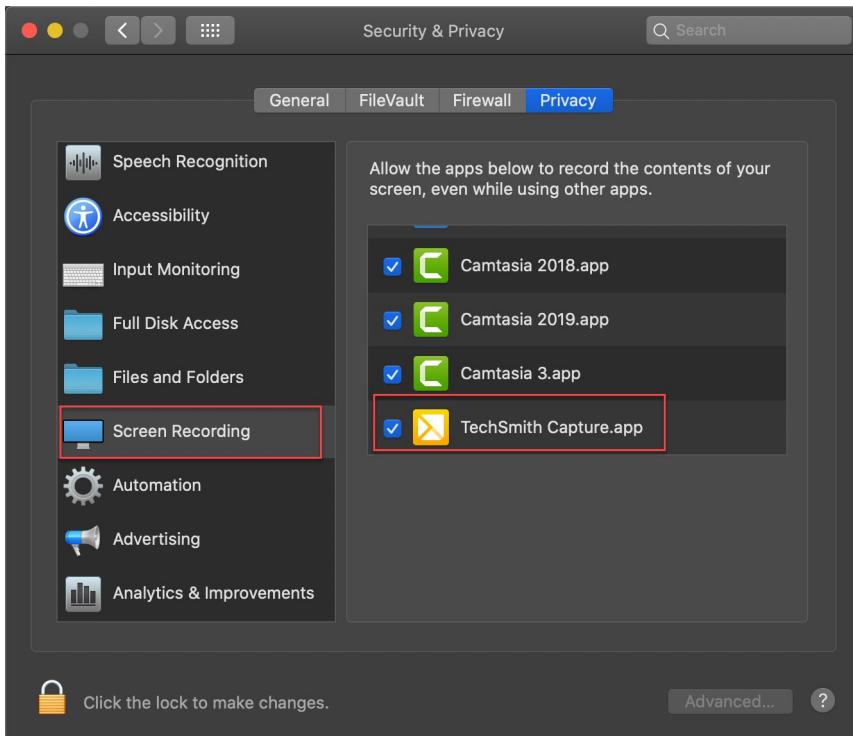 Security & Privacy
Search
General
FileVault
Firewall
Privacy
Speech Recognition
Accessibility
Input Monitoring
Full Disk Access
Files and Folders
Screen Recording
Automation
Advertising
Analytics & Improvements
Allow the apps below to record the contents of your
screen, even while using other apps.
Camtasia 2018.app
Camtasia 2019.app
Camtasia 3.app
TechSmith Capture.app
Click the lock to make changes.
Advanced...
?